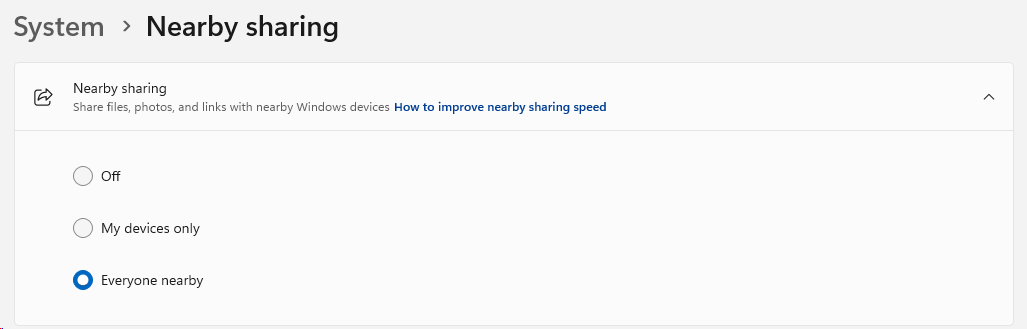 System > Nearby sharing
Nearby sharing
Share files, photos, and links with nearby Windows devices How to improve nearby sharing speed
Off
My devices only
Everyone nearby